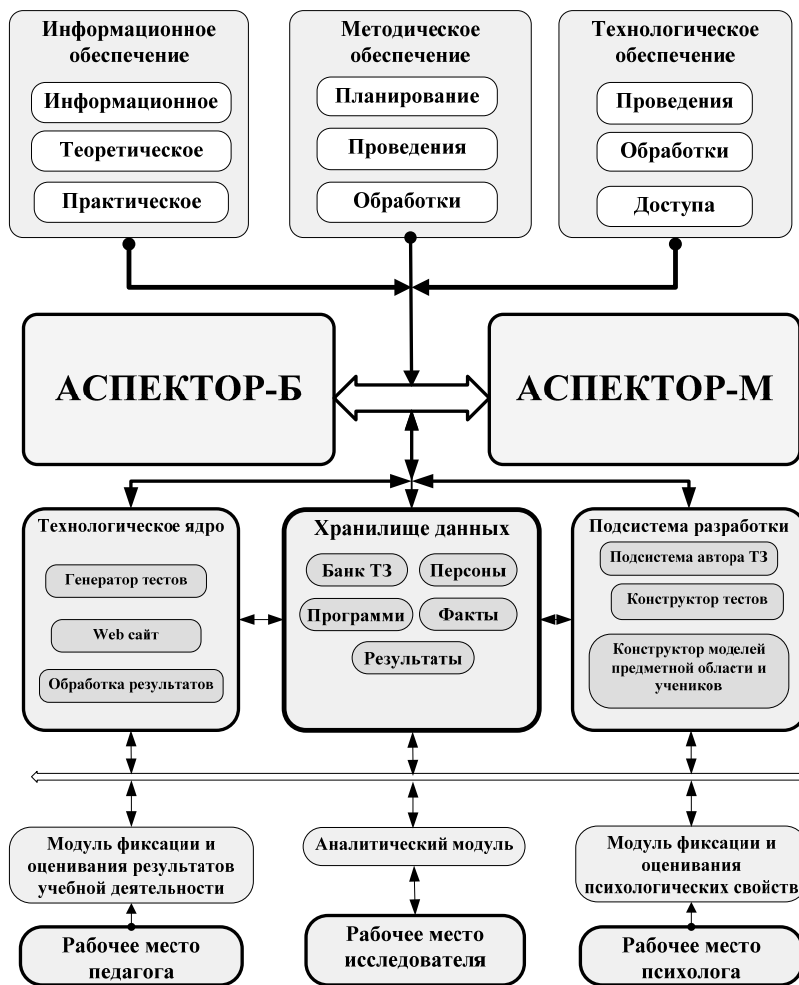 Информационное
обеспечение
Информационное
Теоретическое
Практическое
Методическое
обеспечение
Планирование
Проведения
Обработки
Технологическое
обеспечение
Проведения
Обработки
Доступа
АСПЕКТОР-Б
АСПЕКТОР-М
Технологическое ядро
Генератор тестов
Web сайт
Обработка результатов
Хранилище данных
Банк ТЗ
Персоны
Программи
Факты
Результаты
Подсистема разработки
Подсистема автора ТЗ
Конструктор тестов
Конструктор моделей
предметной области и
учеников
Модуль фиксации и
оценивания результатов
учебной деятельности
Аналитический модуль
Модуль фиксации и
оценивания
психологических свойств
Рабочее место
педагога
Рабочее место
исследователя
Рабочее место
психолога